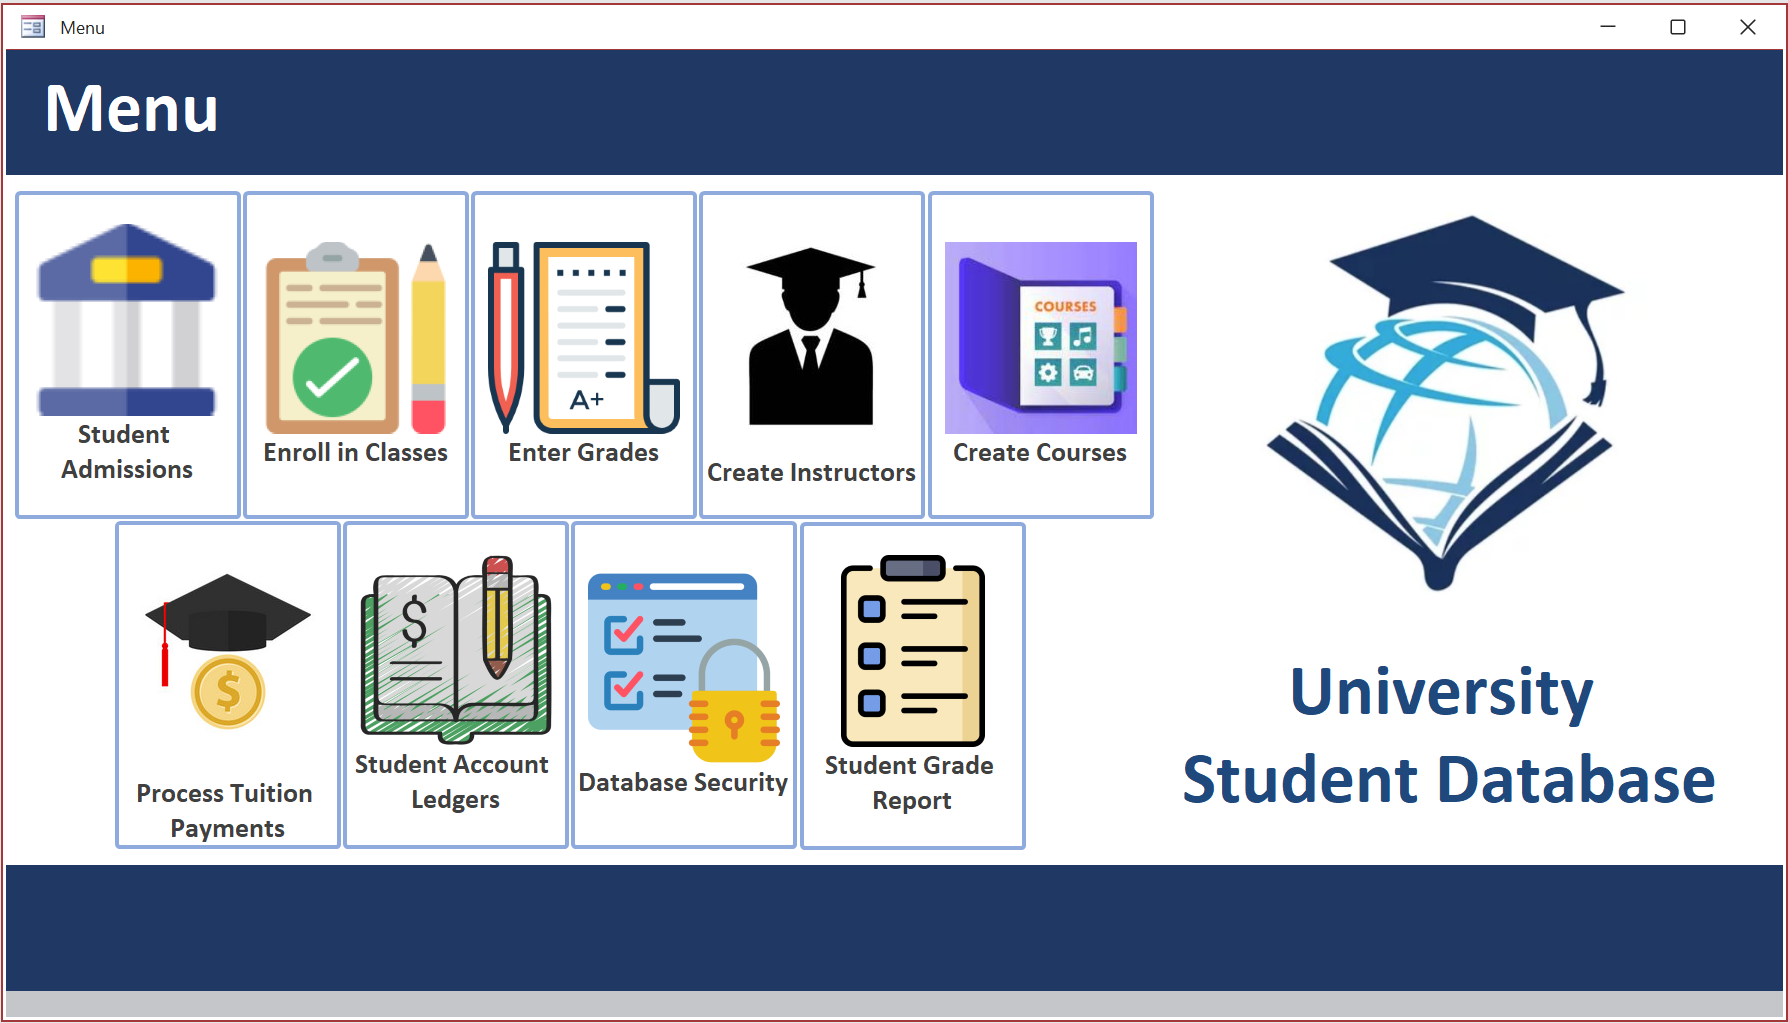 Menu
Menu
Student
Admissions
Enroll in Classes
A+
Enter Grades
Create Instructors
COURSES
Create Courses
$
Process Tuition
Payments
$
Student Account
Ledgers
Database Security
Student Grade
Report
University
Student Database